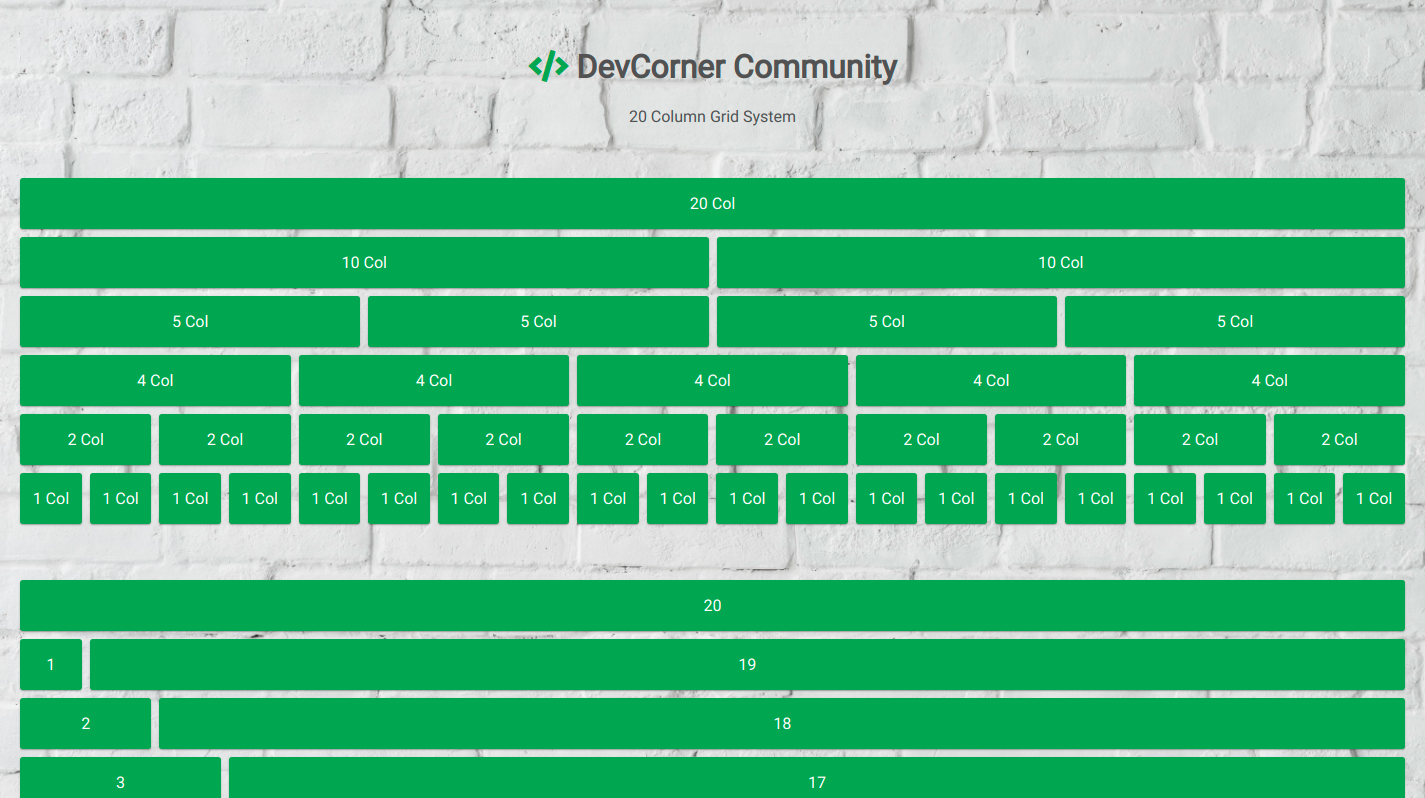 </> DevCorner Community
20 Column Grid System
20 Col
10 Col 10 Col
5 Col 5 Col 5 Col 5 Col
4 Col 4 Col 4 Col 4 Col 4 Col
2 Col 2 Col 2 Col 2 Col 2 Col 2 Col 2 Col 2 Col 2 Col 2 Col
1 Col 1 Col 1 Col 1 Col 1 Col 1 Col 1 Col 1 Col 1 Col 1 Col 1 Col 1 Col 1 Col 1 Col 1 Col 1 Col 1 Col 1 Col 1 Col 1 Col
20
1 19
2 18
3 17